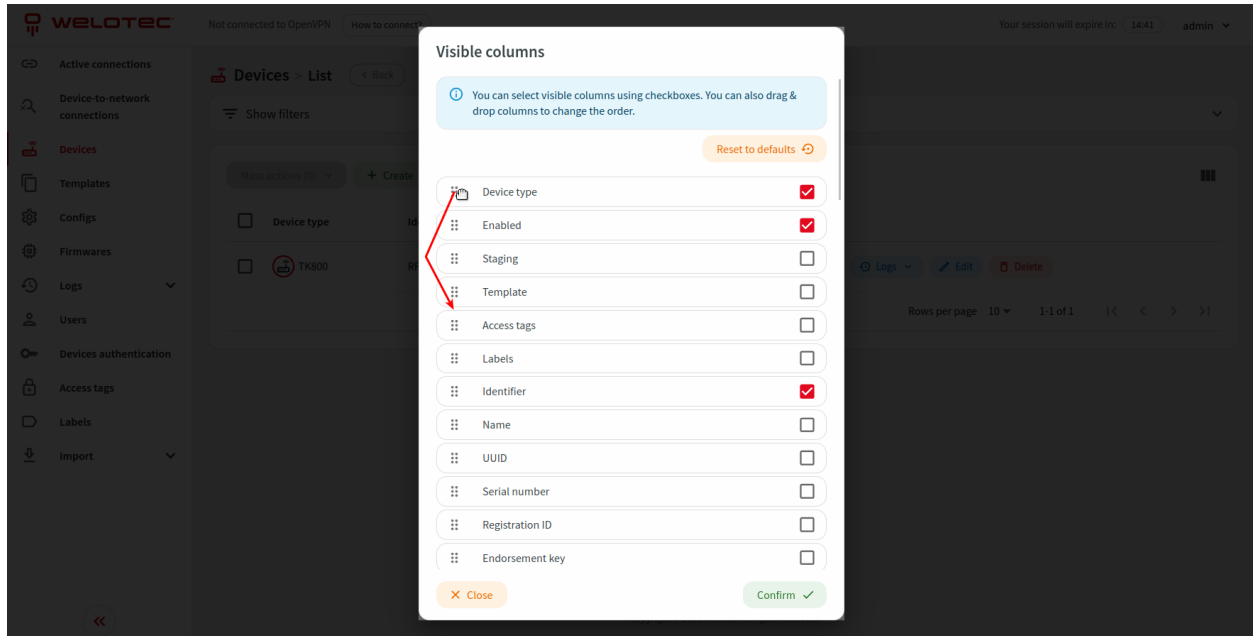 WELOTEC
Not connected to OpenVPN
How to connect?
Your session will expire in: 14:41
admin
Active connections
Device-to-network
connections
Devices
Templates
Configs
Firmwares
Logs
Users
Devices authentication
Access tags
Labels
Import
Devices > List
Back
Show filters
Mass actions (0)
+ Create
Device type
TK800
Logs
Edit
Delete
Rows per page 10
1-1 of 1
Visible columns
You can select visible columns using checkboxes. You can also drag &
drop columns to change the order.
Reset to defaults
Device type
Enabled
Staging
Template
Access tags
Labels
Identifier
Name
UUID
Serial number
Registration ID
Endorsement key
Close
Confirm